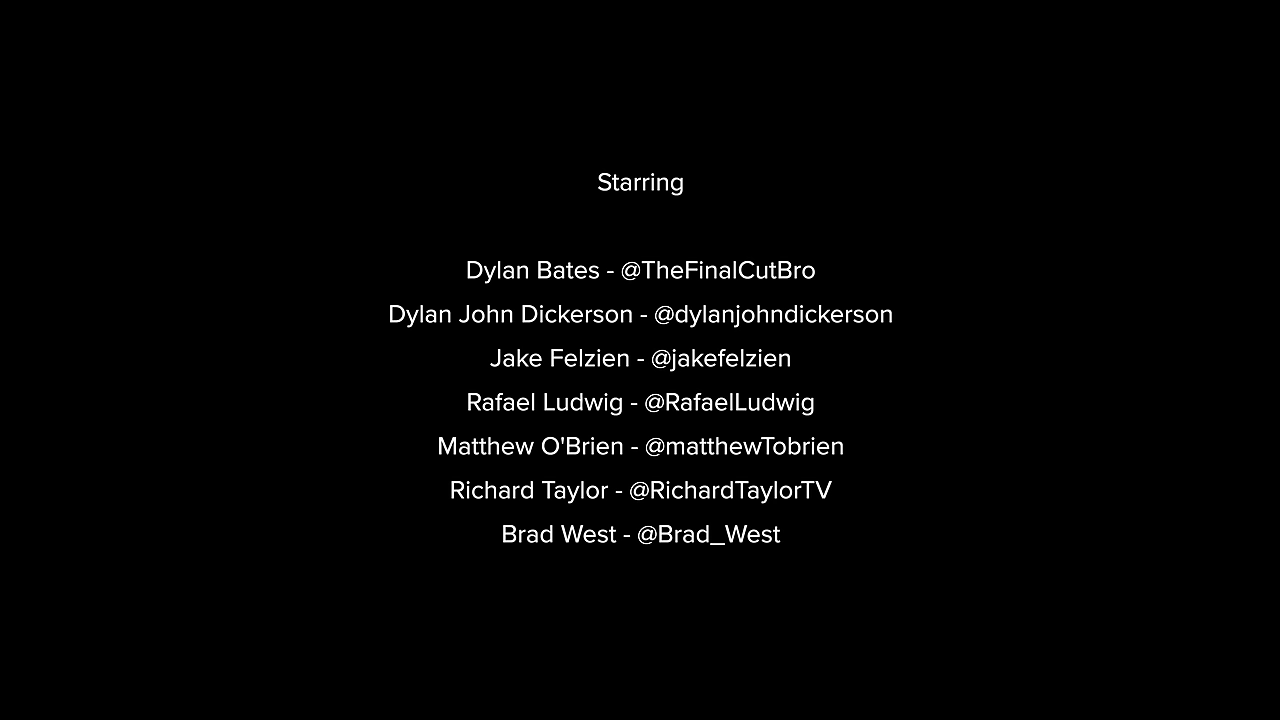 Starring
Dylan Bates - @TheFinalCutBro
Dylan John Dickerson - @dylanjohndickerson
Jake Felzien - @jakefelzien
Rafael Ludwig - @RafaelLudwig
Matthew O'Brien - @matthewTobrien
Richard Taylor - @RichardTaylorTV
Brad West - @Brad_West